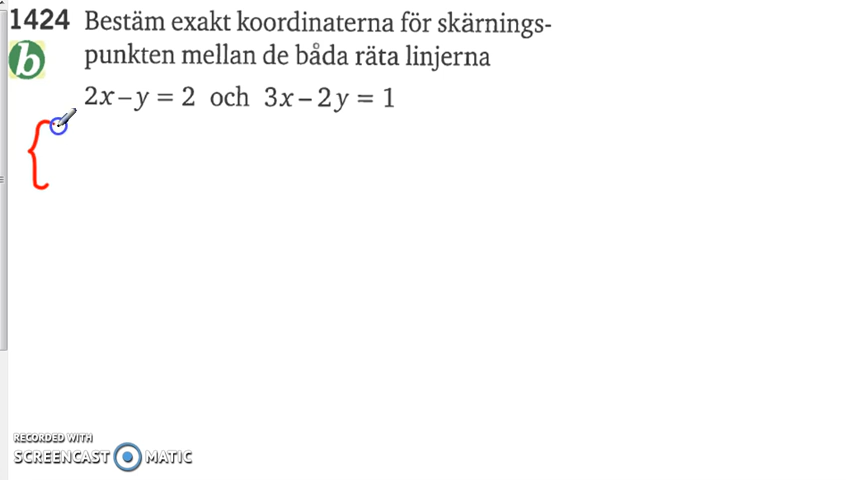 1424 Bestäm exakt koordinaterna för skärnings-
b punkten mellan de båda räta linjerna
2x – y = 2 och 3x – 2y = 1
{
RECORDED WITH
SCREENCAST MATIC